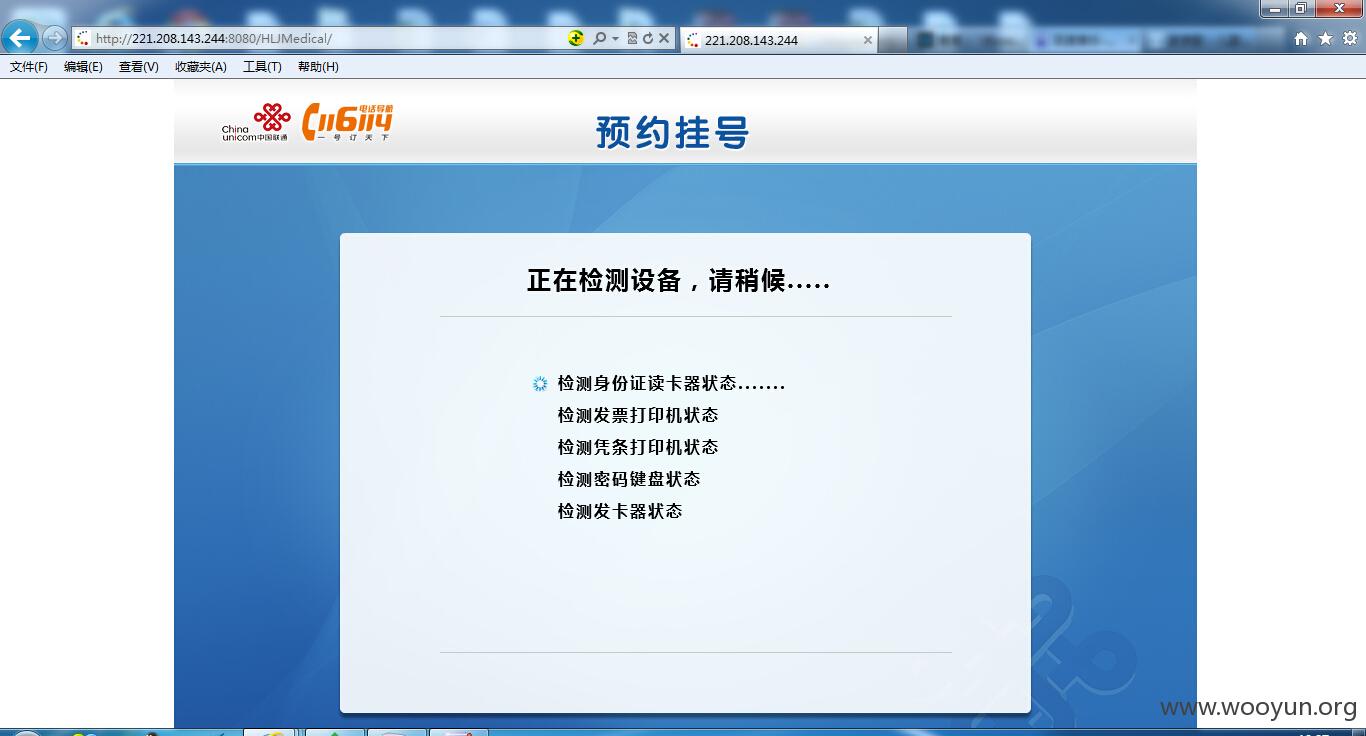 http://221.208.143.244:8080/HLJMedical/
221.208.143.244
文件(F) 编辑(E) 查看(V) 收藏夹(A) 工具(T) 帮助(H)
China unicom中国联通
116114 电话导航
一号订天下
预约挂号
正在检测设备，请稍候.....
检测身份证读卡器状态.......
检测发票打印机状态
检测凭条打印机状态
检测密码键盘状态
检测发卡器状态
www.wooyun.org